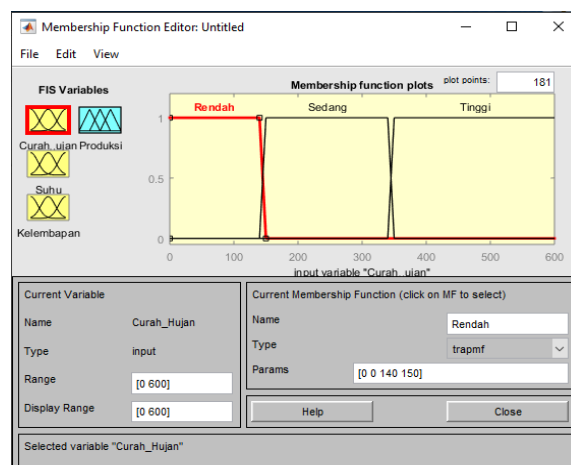 Membership Function Editor: Untitled
File Edit View
FIS Variables
Membership function plots
plot points: 181
Curah..ujan Produksi
Suhu
Kelembapan
Rendah Sedang Tinggi
1
0.5
0
0 100 200 300 400 500 600
input variable "Curah..ujan"
Current Variable
Name Curah_Hujan
Type input
Range [0 600]
Display Range [0 600]
Current Membership Function (click on MF to select)
Name Rendah
Type trapmf
Params [0 0 140 150]
Help Close
Selected variable "Curah_Hujan"